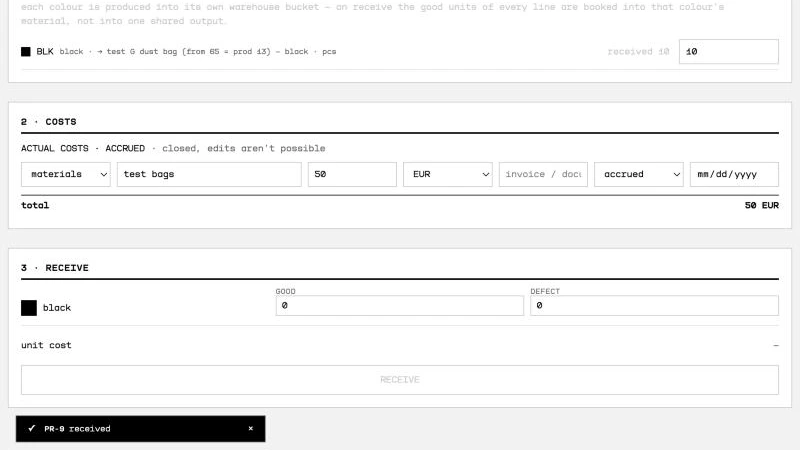 each colour is produced into its own warehouse bucket — on receive the good units of every line are booked into that colour's
material, not into one shared output.
BLK black · → test G dust bag (from 65 = prod 13) — black · pcs received 10 10
2 · COSTS
ACTUAL COSTS · ACCRUED · closed, edits aren't possible
materials test bags 50 EUR invoice / docu accrued mm/dd/yyyy
total 50 EUR
3 · RECEIVE
GOOD DEFECT
black 0 0
unit cost —
RECEIVE
✓ PR-9 received ×